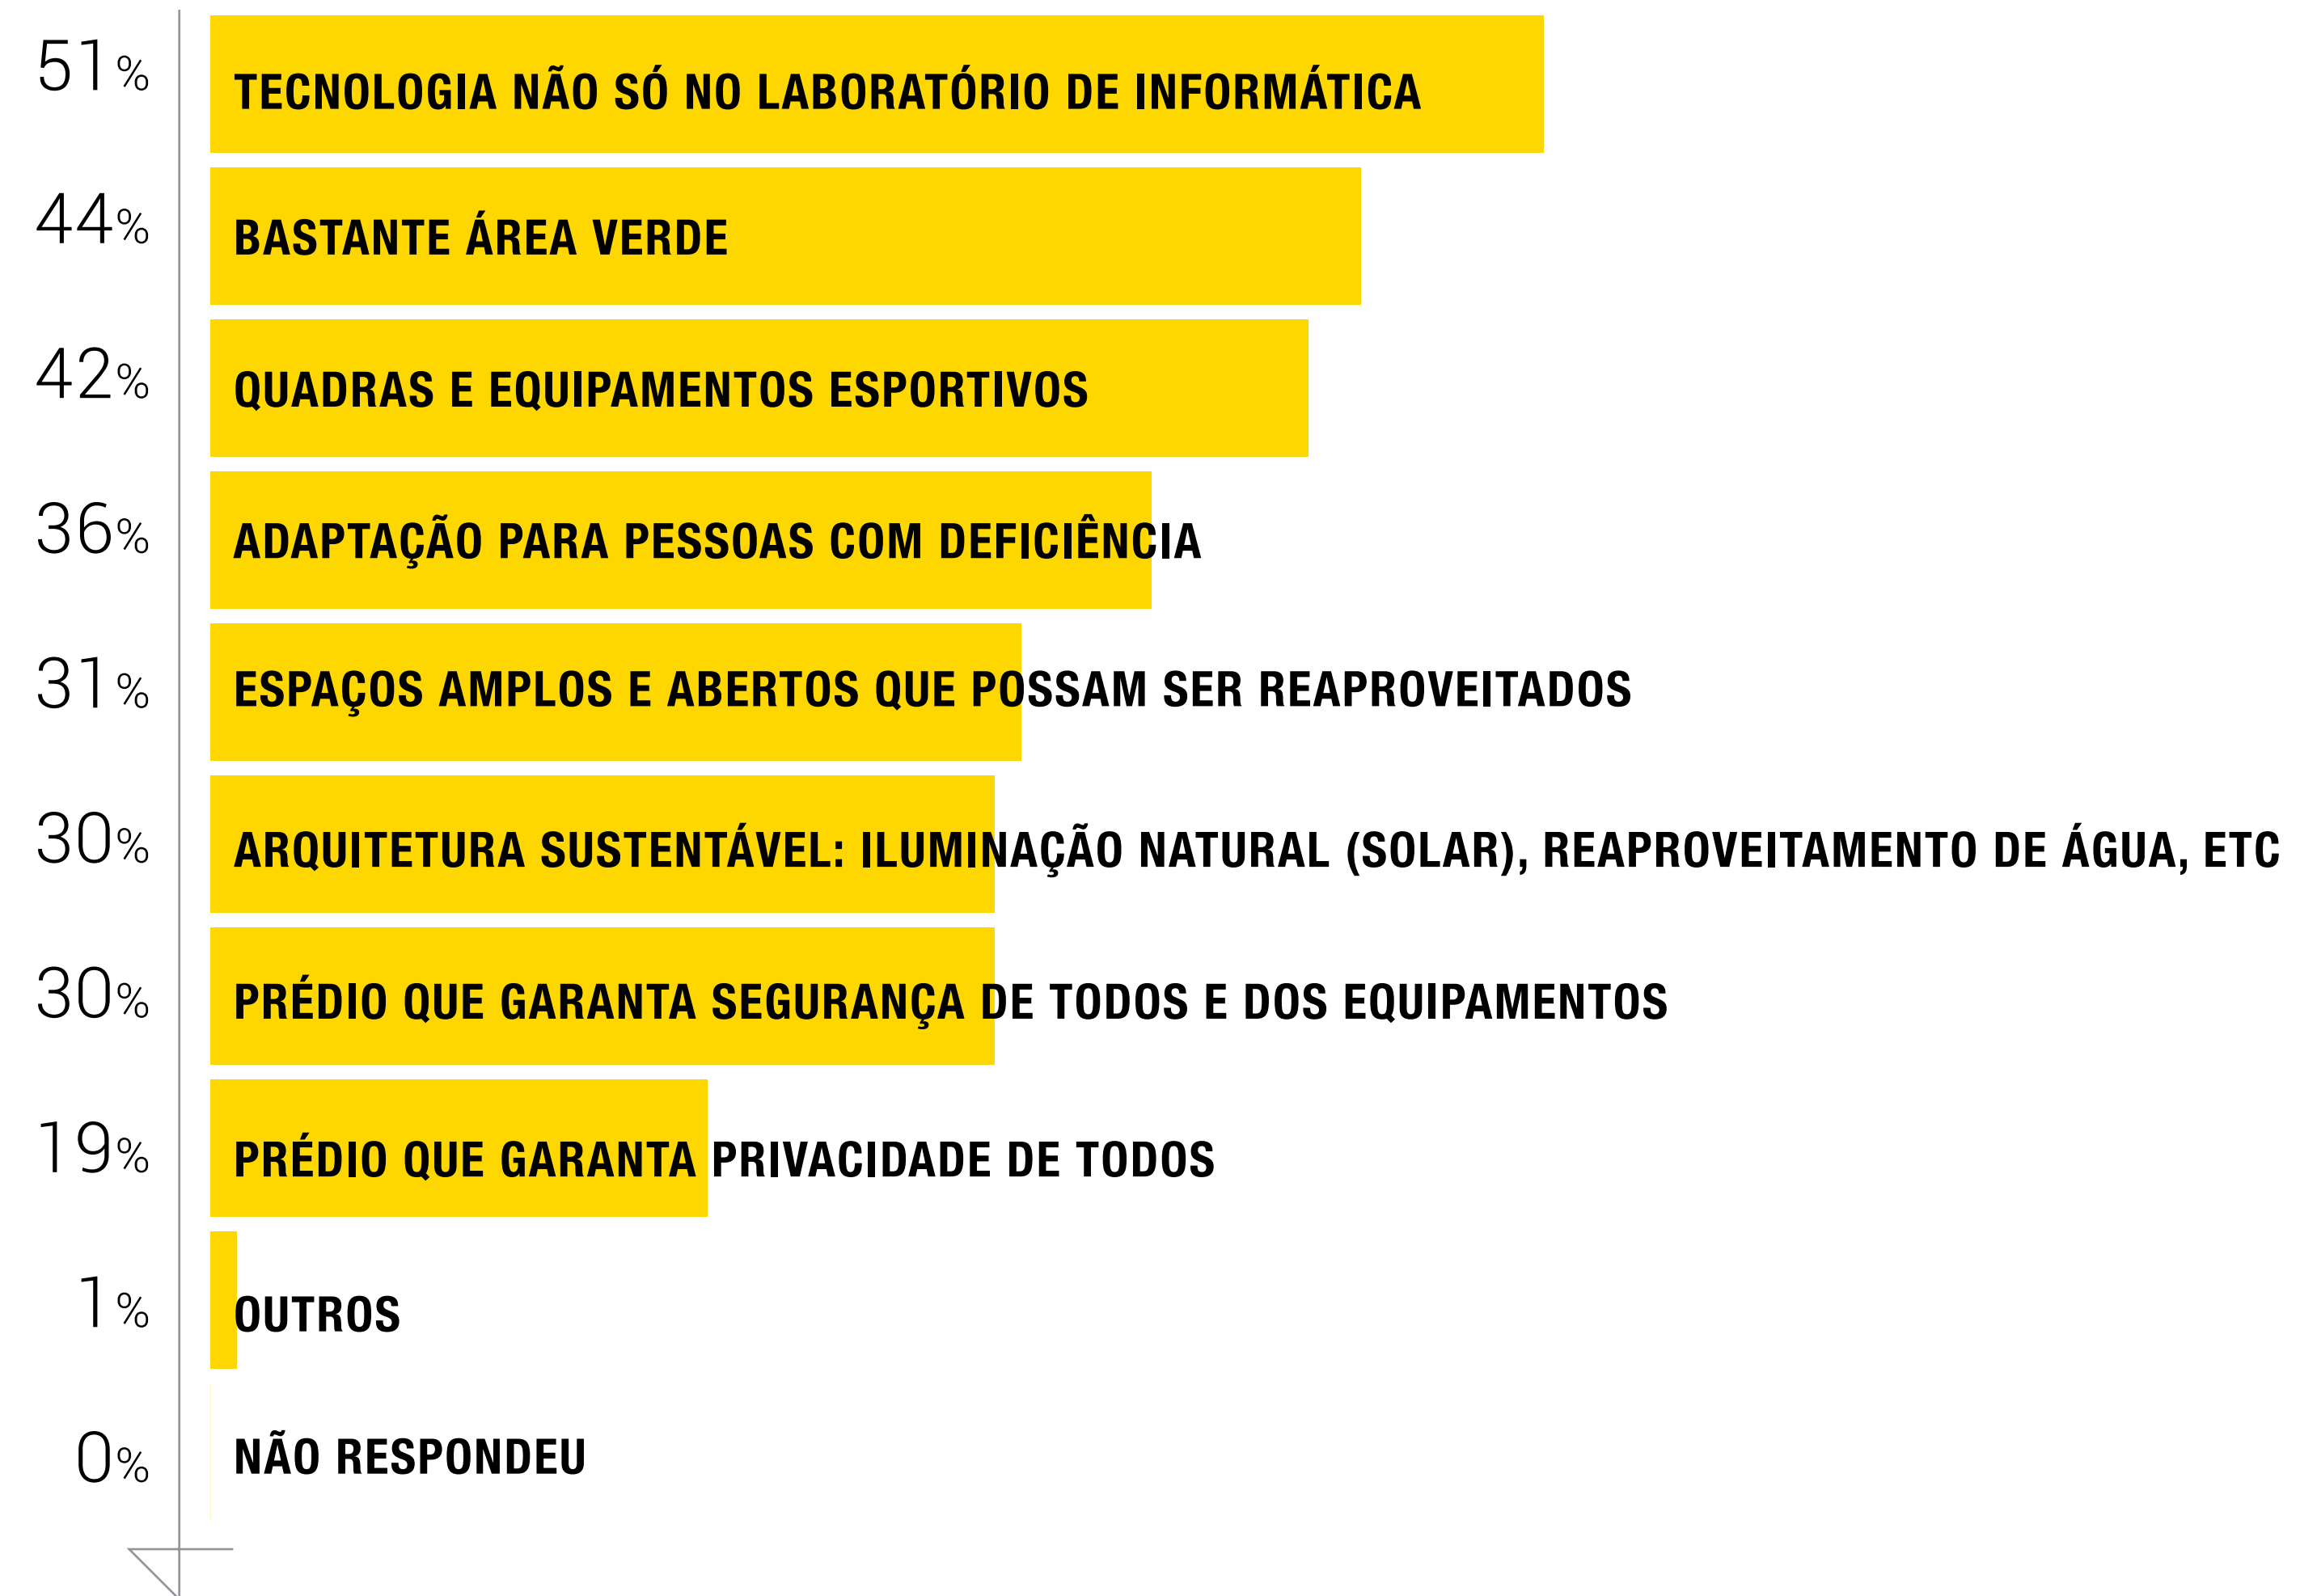 51% TECNOLOGIA NÃO SÓ NO LABORATÓRIO DE INFORMÁTICA
44% BASTANTE ÁREA VERDE
42% QUADRAS E EQUIPAMENTOS ESPORTIVOS
36% ADAPTAÇÃO PARA PESSOAS COM DEFICIÊNCIA
31% ESPAÇOS AMPLOS E ABERTOS QUE POSSAM SER REAPROVEITADOS
30% ARQUITETURA SUSTENTÁVEL: ILUMINAÇÃO NATURAL (SOLAR), REAPROVEITAMENTO DE ÁGUA, ETC
30% PRÉDIO QUE GARANTA SEGURANÇA DE TODOS E DOS EQUIPAMENTOS
19% PRÉDIO QUE GARANTA PRIVACIDADE DE TODOS
1% OUTROS
0% NÃO RESPONDEU